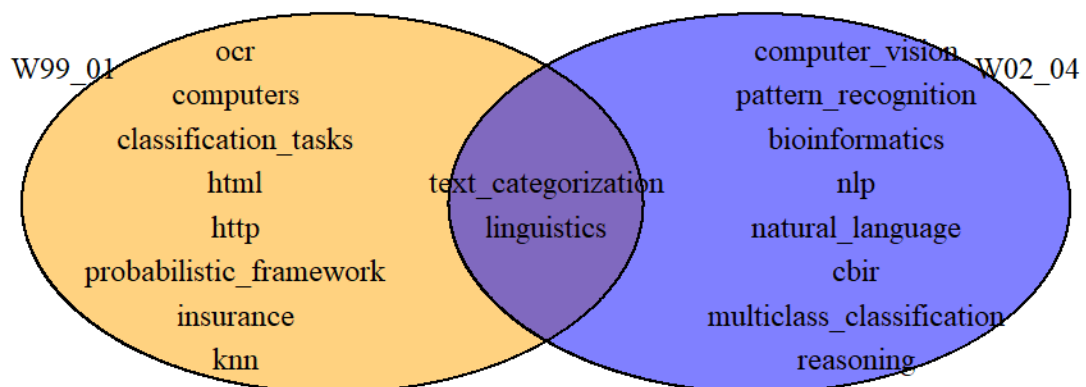 W99_01
ocr
computers
classification_tasks
html
http
probabilistic_framework
insurance
knn
text_categorization
linguistics
W02_04
computer_vision
pattern_recognition
bioinformatics
nlp
natural_language
cbir
multiclass_classification
reasoning